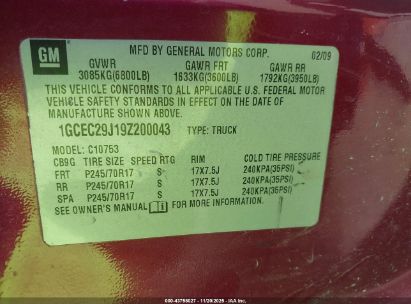 GM
MFD BY GENERAL MOTORS CORP. 02/09
GVWR GAWR FRT GAWR RR
3085KG(6800LB) 1633KG(3600LB) 1792KG(3950LB)
THIS VEHICLE CONFORMS TO ALL APPLICABLE U.S. FEDERAL MOTOR
VEHICLE SAFETY STANDARDS IN EFFECT ON THE DATE OF
MANUFACTURE SHOWN ABOVE.
1GCEC29J19Z200043 TYPE: TRUCK
MODEL: C10753
CB9G TIRE SIZE SPEED RTG RIM COLD TIRE PRESSURE
FRT P245/70R17 S 17X7.5J 240KPA(35PSI)
RR P245/70R17 S 17X7.5J 240KPA(35PSI)
SPA P245/70R17 S 17X7.5J 240KPA(35PSI)
SEE OWNER'S MANUAL FOR MORE INFORMATION.
000-43758027 - 11/20/2025 - 200043